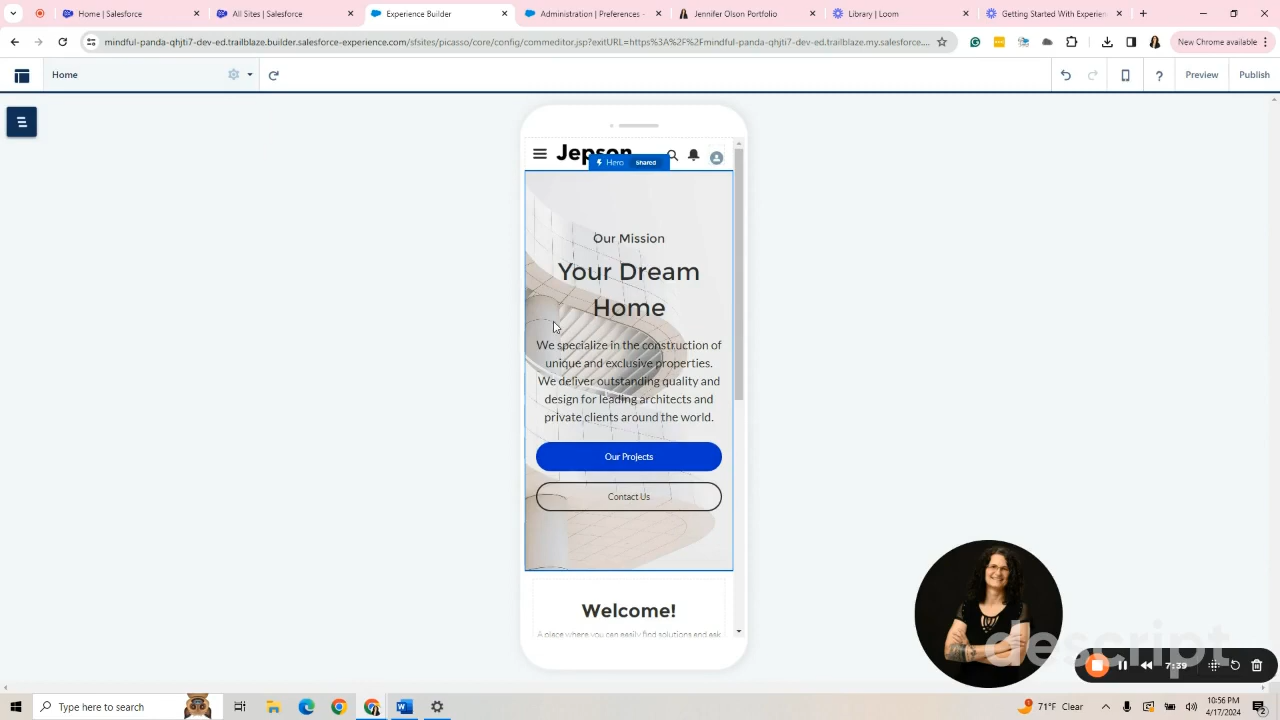 Home | Salesforce
All Sites | Salesforce
Experience Builder
Administration | Preferences -
Jennifer Olson Portfolio
Library | Loom
Getting Started With Experien
mindful-panda-qhjti7-dev-ed.trailblaze.builder.salesforce-experience.com/sfsites/picasso/core/config/commeditor.jsp?exitURL=https%3A%2F%2Fmindful-panda-qhjti7-dev-ed.trailblaze.my.salesforce....
New Chrome available
Home
Preview
Publish
Jepson
Hero Shared
Our Mission
Your Dream
Home
We specialize in the construction of
unique and exclusive properties.
We deliver outstanding quality and
design for leading architects and
private clients around the world.
Our Projects
Contact Us
Welcome!
A place where you can easily find solutions and ask
descript
7:39
Type here to search
71°F Clear
10:56 PM
4/17/2024
2